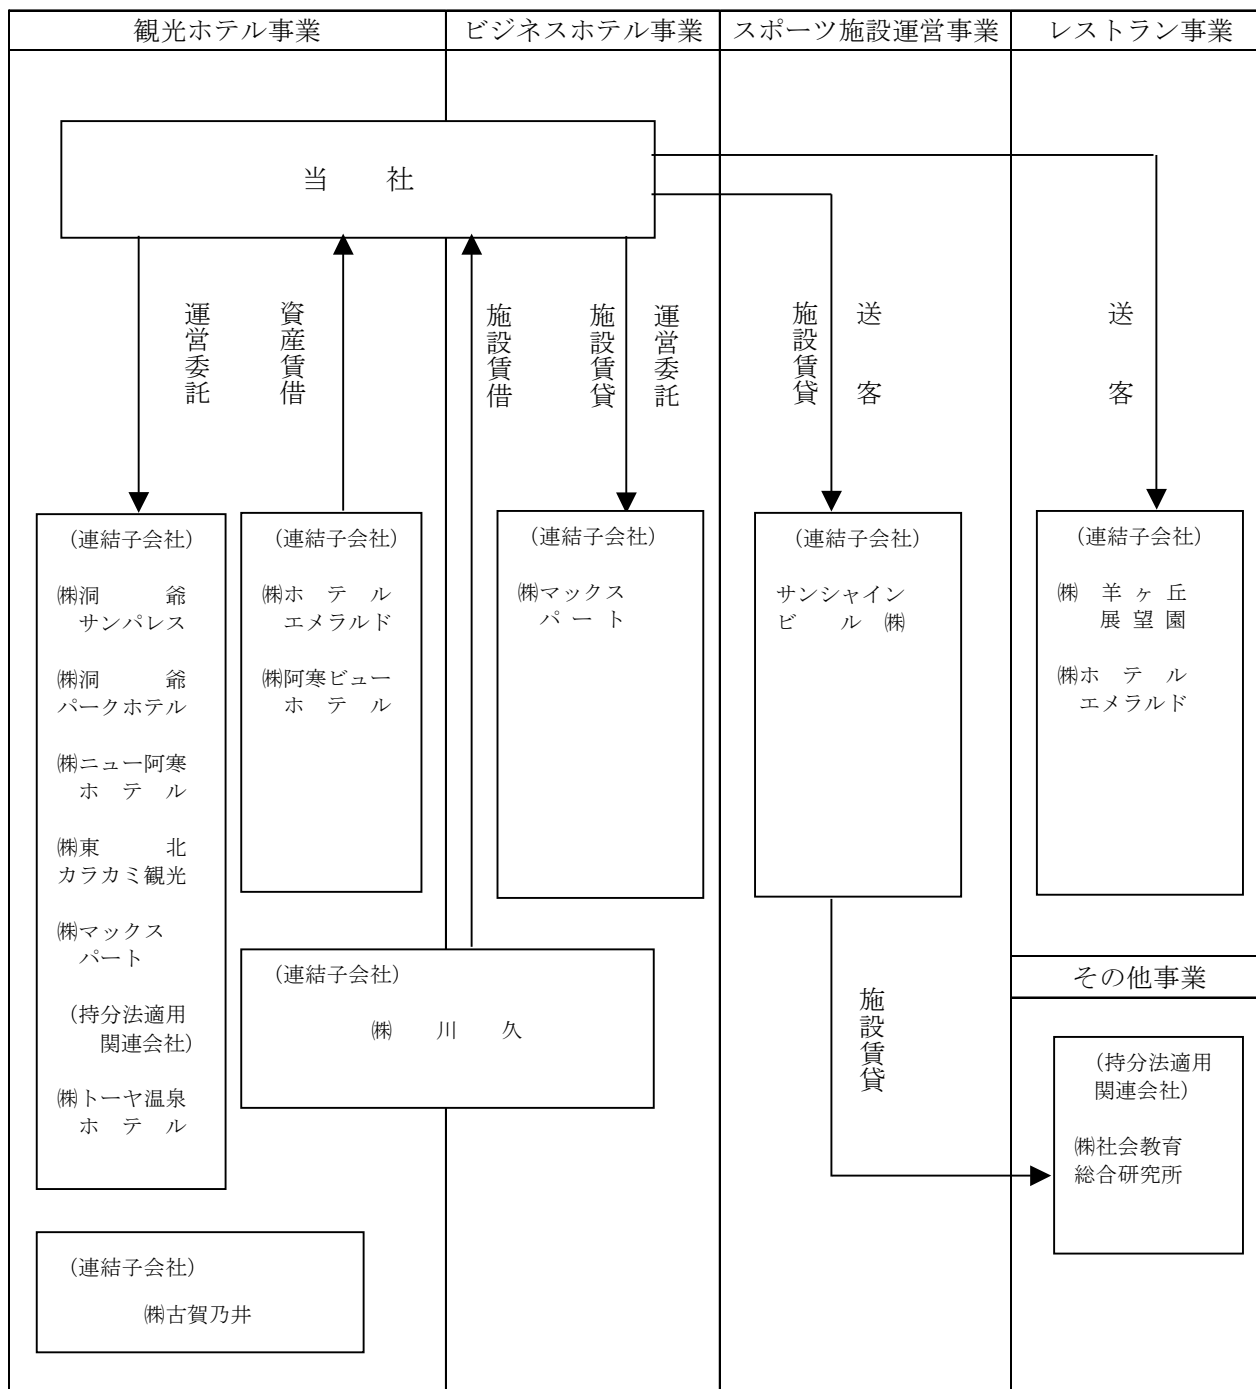 観光ホテル事業
ビジネスホテル事業
スポーツ施設運営事業
レストラン事業
当 社
運営委託
資産賃借
施設賃借
施設賃貸
運営委託
施設賃貸
送客
送客
(連結子会社)
㈱洞 爺
サンパレス
㈱洞 爺
パークホテル
㈱ニュー阿寒
ホ テ ル
㈱東 北
カラカミ観光
㈱マックス
パート
(持分法適用
関連会社)
㈱トーヤ温泉
ホ テ ル
(連結子会社)
㈱ホ テ ル
エメラルド
㈱阿寒ビュー
ホ テ ル
(連結子会社)
㈱マックス
パ ー ト
(連結子会社)
サンシャイン
ビ ル ㈱
(連結子会社)
㈱ 羊 ヶ 丘
展 望 園
㈱ホ テ ル
エメラルド
(連結子会社)
㈱ 川 久
施設賃貸
その他事業
(持分法適用
関連会社)
㈱社会教育
総合研究所
(連結子会社)
㈱古賀乃井